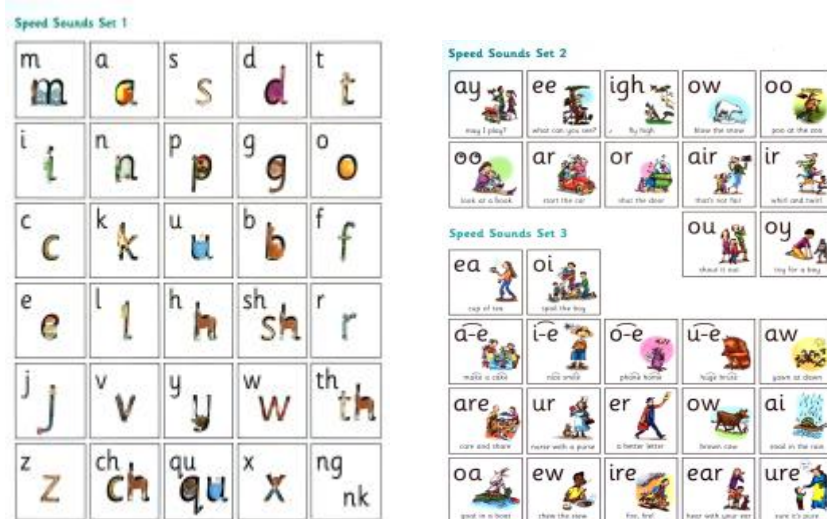 Speed Sounds Set 1
m a s d t
m a s d t
i n p g o
i n p g o
c k u b f
c k u b f
e l h sh r
e l h sh r
j v y w th
j v y w th
z ch qu x ng
z ch qu x nk
Speed Sounds Set 2
ay ee igh ow oo
may I play? what can you see? fly high blow the snow poo at the zoo
oo ar or air ir
look at a book start the car shut the door that's not fair whirl and twirl
ou oy
shout it out toy for a boy
Speed Sounds Set 3
ea oi
cup of tea spoil the boy
a-e i-e o-e u-e aw
make a cake nice smile phone home huge brute yawn at dawn
are ur er ow ai
care and share nurse with a purse a better letter brown cow snail in the rain
oa ew ire ear ure
goat in a boat chew the stew fire, fire! hear with your ear sure it's pure